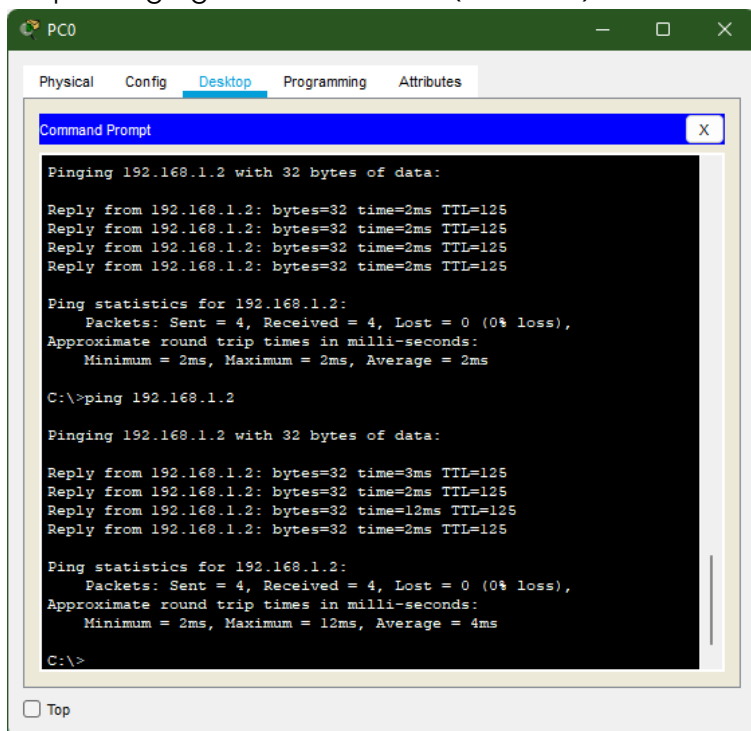 PC0
Physical Config Desktop Programming Attributes
Command Prompt X
Pinging 192.168.1.2 with 32 bytes of data:
Reply from 192.168.1.2: bytes=32 time=2ms TTL=125
Reply from 192.168.1.2: bytes=32 time=2ms TTL=125
Reply from 192.168.1.2: bytes=32 time=2ms TTL=125
Reply from 192.168.1.2: bytes=32 time=2ms TTL=125
Ping statistics for 192.168.1.2:
Packets: Sent = 4, Received = 4, Lost = 0 (0% loss),
Approximate round trip times in milli-seconds:
Minimum = 2ms, Maximum = 2ms, Average = 2ms
C:\>ping 192.168.1.2
Pinging 192.168.1.2 with 32 bytes of data:
Reply from 192.168.1.2: bytes=32 time=3ms TTL=125
Reply from 192.168.1.2: bytes=32 time=2ms TTL=125
Reply from 192.168.1.2: bytes=32 time=12ms TTL=125
Reply from 192.168.1.2: bytes=32 time=2ms TTL=125
Ping statistics for 192.168.1.2:
Packets: Sent = 4, Received = 4, Lost = 0 (0% loss),
Approximate round trip times in milli-seconds:
Minimum = 2ms, Maximum = 12ms, Average = 4ms
C:\>
Top